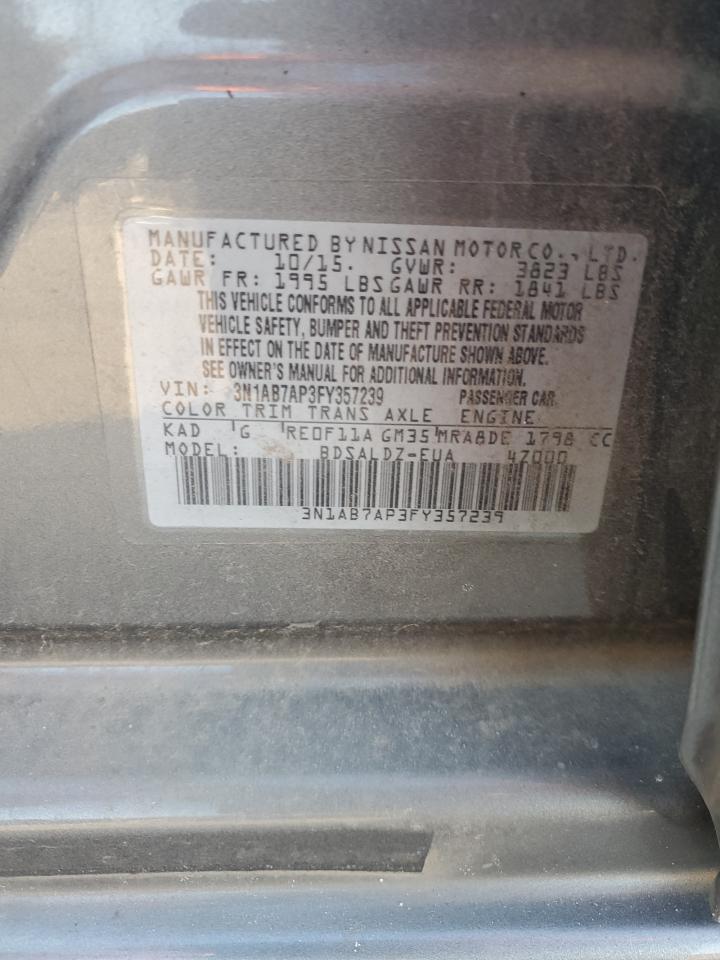 MANUFACTURED BY NISSAN MOTOR CO., LTD.
DATE: 10/15. GVWR: 3823 LBS
GAWR FR: 1995 LBS GAWR RR: 1841 LBS
THIS VEHICLE CONFORMS TO ALL APPLICABLE FEDERAL MOTOR
VEHICLE SAFETY, BUMPER AND THEFT PREVENTION STANDARDS
IN EFFECT ON THE DATE OF MANUFACTURE SHOWN ABOVE.
SEE OWNER'S MANUAL FOR ADDITIONAL INFORMATION.
VIN: 3N1AB7AP3FY357239 PASSENGER CAR
COLOR TRIM TRANS AXLE ENGINE
KAD G RE0F11A GM35 MRA8DE 1798 CC
MODEL: BDSALDZ-EUA 4Z000
3N1AB7AP3FY357239